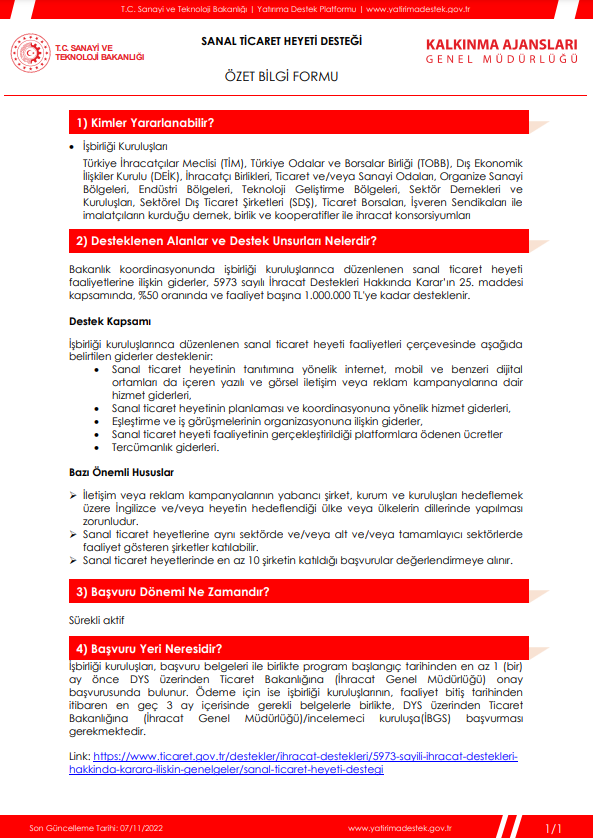 T.C. Sanayi ve Teknoloji Bakanlığı | Yatırıma Destek Platformu | www.yatirimadestek.gov.tr
T.C. SANAYİ VE
TEKNOLOJİ BAKANLIĞI
SANAL TİCARET HEYETİ DESTEĞİ
ÖZET BİLGİ FORMU
KALKINMA AJANSLARI
GENEL MÜDÜRLÜĞÜ
1) Kimler Yararlanabilir?
• İşbirliği Kuruluşları
Türkiye İhracatçılar Meclisi (TİM), Türkiye Odalar ve Borsalar Birliği (TOBB), Dış Ekonomik
İlişkiler Kurulu (DEİK), İhracatçı Birlikleri, Ticaret ve/veya Sanayi Odaları, Organize Sanayi
Bölgeleri, Endüstri Bölgeleri, Teknoloji Geliştirme Bölgeleri, Sektör Dernekleri ve
Kuruluşları, Sektörel Dış Ticaret Şirketleri (SDŞ), Ticaret Borsaları, İşveren Sendikaları ile
imalatçıların kurduğu dernek, birlik ve kooperatifler ile ihracat konsorsiyumları
2) Desteklenen Alanlar ve Destek Unsurları Nelerdir?
Bakanlık koordinasyonunda işbirliği kuruluşlarınca düzenlenen sanal ticaret heyeti
faaliyetlerine ilişkin giderler, 5973 sayılı İhracat Destekleri Hakkında Karar'ın 25. maddesi
kapsamında, %50 oranında ve faaliyet başına 1.000.000 TL'ye kadar desteklenir.
Destek Kapsamı
İşbirliği kuruluşlarınca düzenlenen sanal ticaret heyeti faaliyetleri çerçevesinde aşağıda
belirtilen giderler desteklenir:
• Sanal ticaret heyetinin tanıtımına yönelik internet, mobil ve benzeri dijital
ortamları da içeren yazılı ve görsel iletişim veya reklam kampanyalarına dair
hizmet giderleri,
• Sanal ticaret heyetinin planlaması ve koordinasyonuna yönelik hizmet giderleri,
• Eşleştirme ve iş görüşmelerinin organizasyonuna ilişkin giderler,
• Sanal ticaret heyeti faaliyetinin gerçekleştirildiği platformlara ödenen ücretler
• Tercümanlık giderleri.
Bazı Önemli Hususlar
➢ İletişim veya reklam kampanyalarının yabancı şirket, kurum ve kuruluşları hedeflemek
üzere İngilizce ve/veya heyetin hedeflendiği ülke veya ülkelerin dillerinde yapılması
zorunludur.
➢ Sanal ticaret heyetlerine aynı sektörde ve/veya alt ve/veya tamamlayıcı sektörlerde
faaliyet gösteren şirketler katılabilir.
➢ Sanal ticaret heyetlerinde en az 10 şirketin katıldığı başvurular değerlendirmeye alınır.
3) Başvuru Dönemi Ne Zamandır?
Sürekli aktif
4) Başvuru Yeri Neresidir?
İşbirliği kuruluşları, başvuru belgeleri ile birlikte program başlangıç tarihinden en az 1 (bir)
ay önce DYS üzerinden Ticaret Bakanlığına (İhracat Genel Müdürlüğü) onay
başvurusunda bulunur. Ödeme için ise işbirliği kuruluşlarının, faaliyet bitiş tarihinden
itibaren en geç 3 ay içerisinde gerekli belgelerle birlikte, DYS üzerinden Ticaret
Bakanlığına (İhracat Genel Müdürlüğü)/incelemeci kuruluşa(İBGS) başvurması
gerekmektedir.
Link: https://www.ticaret.gov.tr/destekler/ihracat-destekleri/5973-sayili-ihracat-destekleri-
hakkinda-karara-iliskin-genelgeler/sanal-ticaret-heyeti-destegi
Son Güncelleme Tarihi: 07/11/2022
www.yatirimadestek.gov.tr
1/1